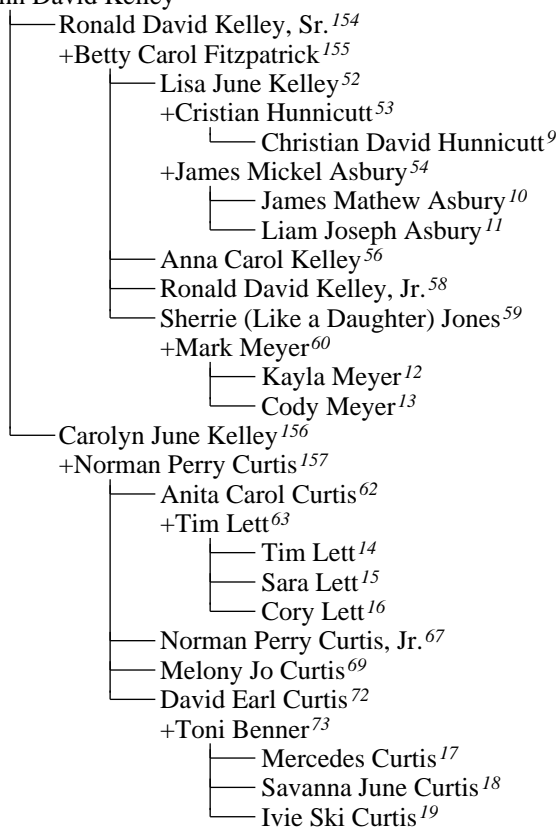 David Kelley
Ronald David Kelley, Sr.154
+Betty Carol Fitzpatrick155
Lisa June Kelley52
+Cristian Hunnicutt53
Christian David Hunnicutt9
+James Mickel Asbury54
James Mathew Asbury10
Liam Joseph Asbury11
Anna Carol Kelley56
Ronald David Kelley, Jr.58
Sherrie (Like a Daughter) Jones59
+Mark Meyer60
Kayla Meyer12
Cody Meyer13
Carolyn June Kelley156
+Norman Perry Curtis157
Anita Carol Curtis62
+Tim Lett63
Tim Lett14
Sara Lett15
Cory Lett16
Norman Perry Curtis, Jr.67
Melony Jo Curtis69
David Earl Curtis72
+Toni Benner73
Mercedes Curtis17
Savanna June Curtis18
Ivie Ski Curtis19